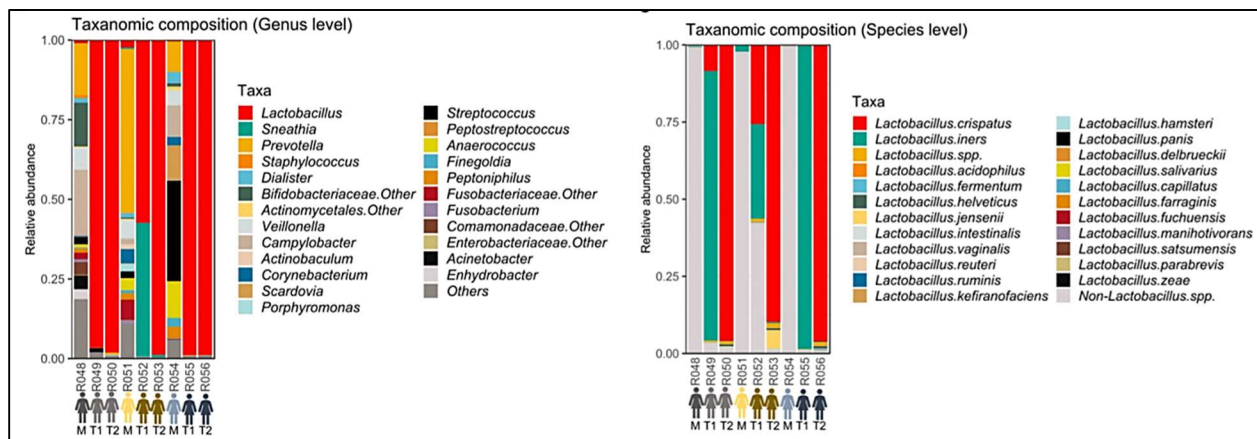 Taxanomic composition (Genus level)
Relative abundance
1.00
0.75
0.50
0.25
0.00
R048
R049
R050
R051
R052
R053
R054
R055
R056
M T1 T2 M T1 T2 M T1 T2
Taxa
Lactobacillus
Sneathia
Prevotella
Staphylococcus
Dialister
Bifidobacteriaceae.Other
Actinomycetales.Other
Veillonella
Campylobacter
Actinobaculum
Corynebacterium
Scardovia
Porphyromonas
Streptococcus
Peptostreptococcus
Anaerococcus
Finegoldia
Peptoniphilus
Fusobacteriaceae.Other
Fusobacterium
Comamonadaceae.Other
Enterobacteriaceae.Other
Acinetobacter
Enhydrobacter
Others
Taxanomic composition (Species level)
Relative abundance
1.00
0.75
0.50
0.25
0.00
R048
R049
R050
R051
R052
R053
R054
R055
R056
M T1 T2 M T1 T2 M T1 T2
Taxa
Lactobacillus.crispatus
Lactobacillus.iners
Lactobacillus.spp.
Lactobacillus.acidophilus
Lactobacillus.fermentum
Lactobacillus.helveticus
Lactobacillus.jensenii
Lactobacillus.intestinalis
Lactobacillus.vaginalis
Lactobacillus.reuteri
Lactobacillus.ruminis
Lactobacillus.kefiranofaciens
Lactobacillus.hamsteri
Lactobacillus.panis
Lactobacillus.delbrueckii
Lactobacillus.salivarius
Lactobacillus.capillatus
Lactobacillus.farraginis
Lactobacillus.fuchuensis
Lactobacillus.manihotivorans
Lactobacillus.satsumensis
Lactobacillus.parabrevis
Lactobacillus.zeae
Non-Lactobacillus.spp.